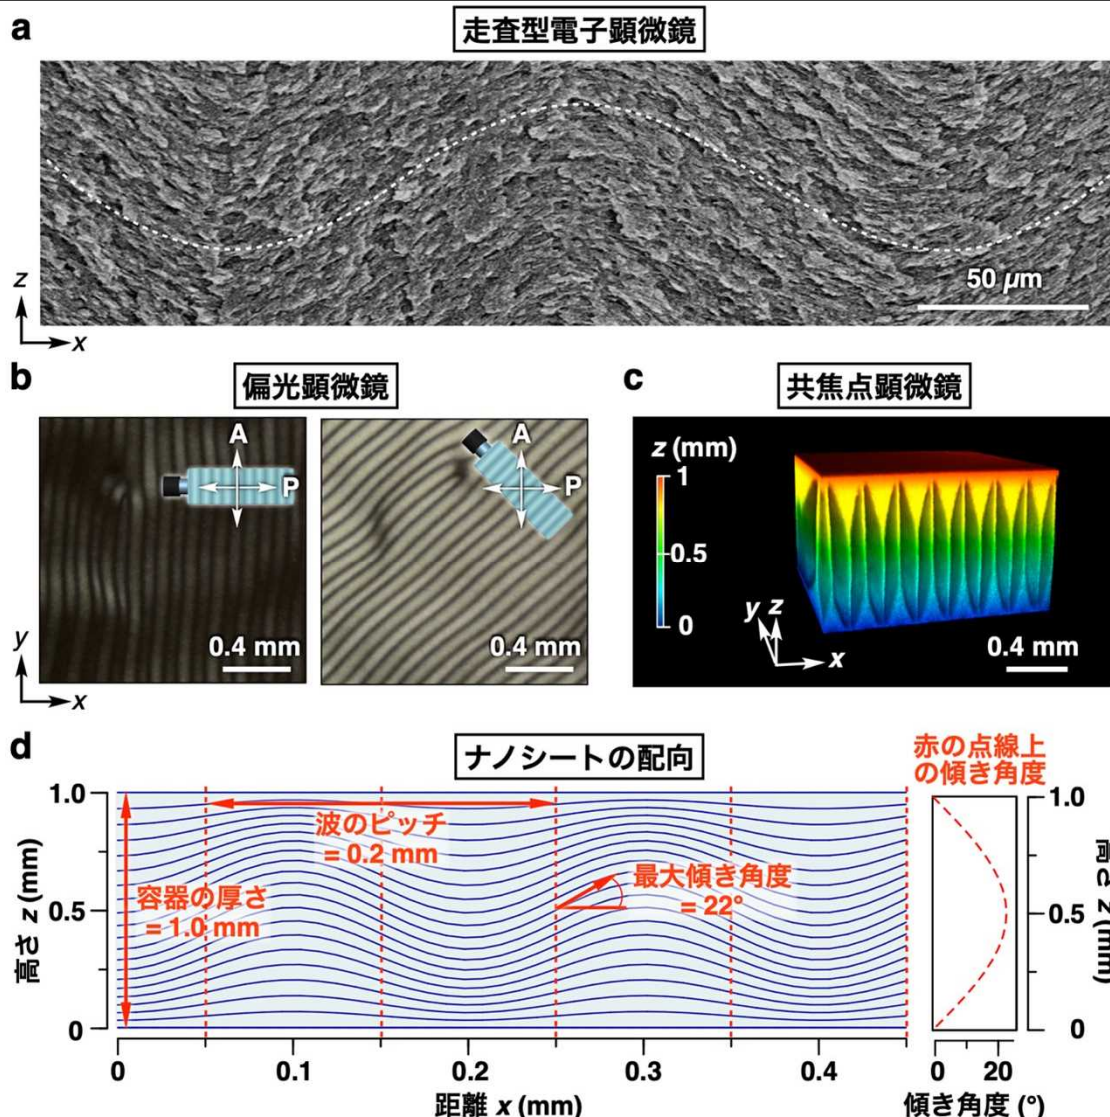 a
走査型電子顕微鏡
z
x
50 μm
b
偏光顕微鏡
A
P
A
P
0.4 mm
0.4 mm
y
x
c
共焦点顕微鏡
z (mm)
1
0.5
0
y z
x
0.4 mm
d
ナノシートの配向
1.0
0.5
0
高さ z (mm)
波のピッチ
= 0.2 mm
容器の厚さ
= 1.0 mm
最大傾き角度
= 22°
0
0.1
0.2
0.3
0.4
距離 x (mm)
赤の点線上
の傾き角度
1.0
0.5
0
高さ z (mm)
0
20
傾き角度 (°)